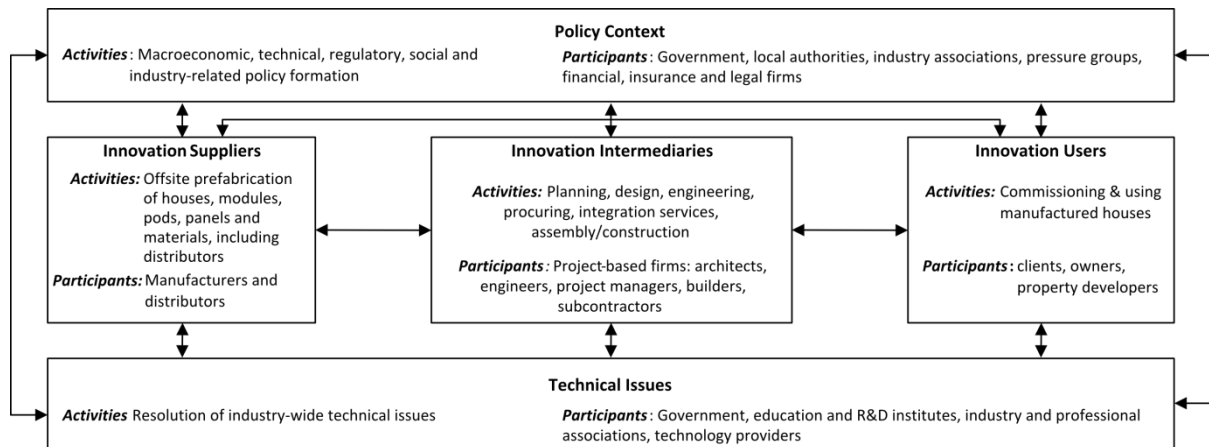 Policy Context
Activities: Macroeconomic, technical, regulatory, social and
industry-related policy formation
Participants: Government, local authorities, industry associations, pressure groups,
financial, insurance and legal firms
Innovation Suppliers
Activities: Offsite prefabrication
of houses, modules,
pods, panels and
materials, including
distributors
Participants: Manufacturers and
distributors
Innovation Intermediaries
Activities: Planning, design, engineering,
procuring, integration services,
assembly/construction
Participants: Project-based firms: architects,
engineers, project managers, builders,
subcontractors
Innovation Users
Activities: Commissioning & using
manufactured houses
Participants: clients, owners,
property developers
Technical Issues
Activities Resolution of industry-wide technical issues
Participants: Government, education and R&D institutes, industry and professional
associations, technology providers